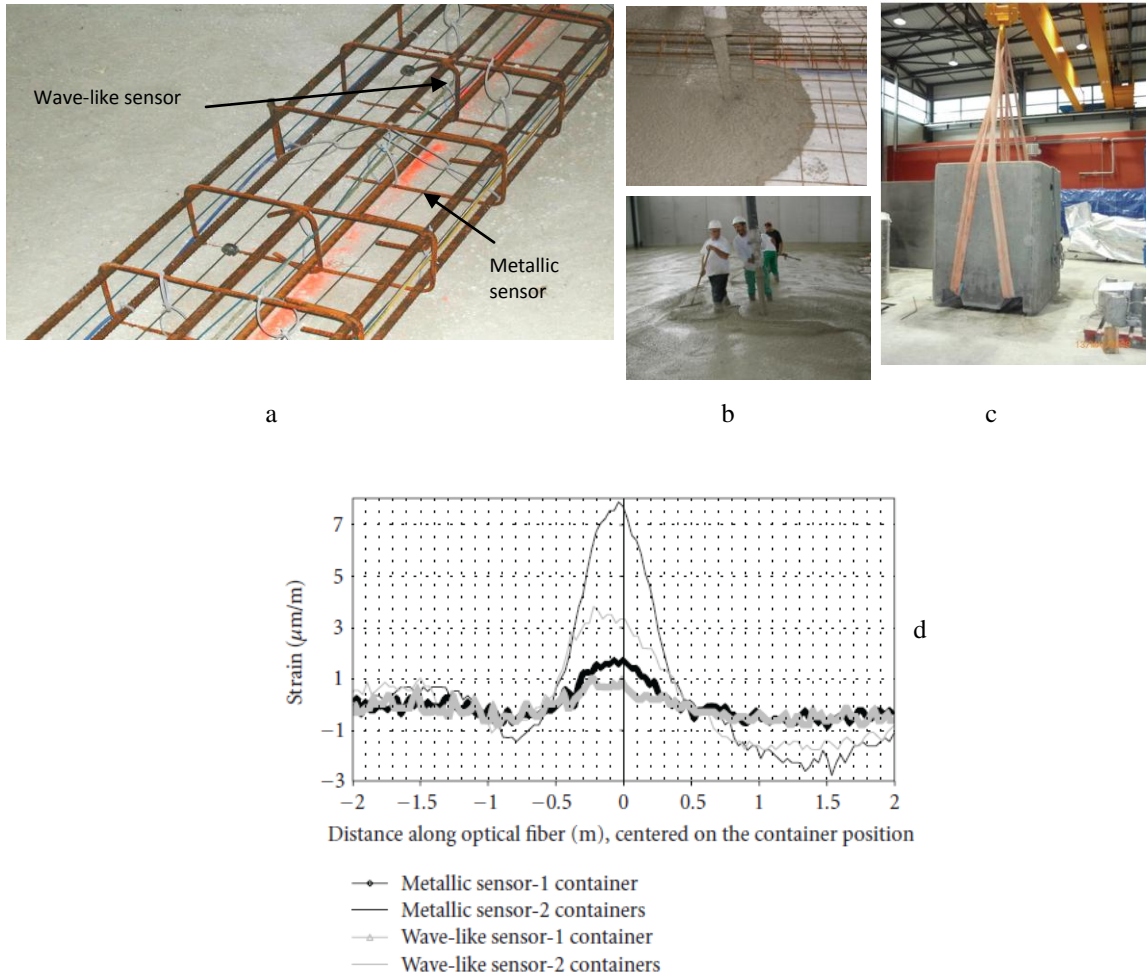 Wave-like sensor
Metallic
sensor
a
b
c
7
5
3
1
−1
−3
Strain (μm/m)
d
−2 −1.5 −1 −0.5 0 0.5 1 1.5 2
Distance along optical fiber (m), centered on the container position
Metallic sensor-1 container
Metallic sensor-2 containers
Wave-like sensor-1 container
Wave-like sensor-2 containers